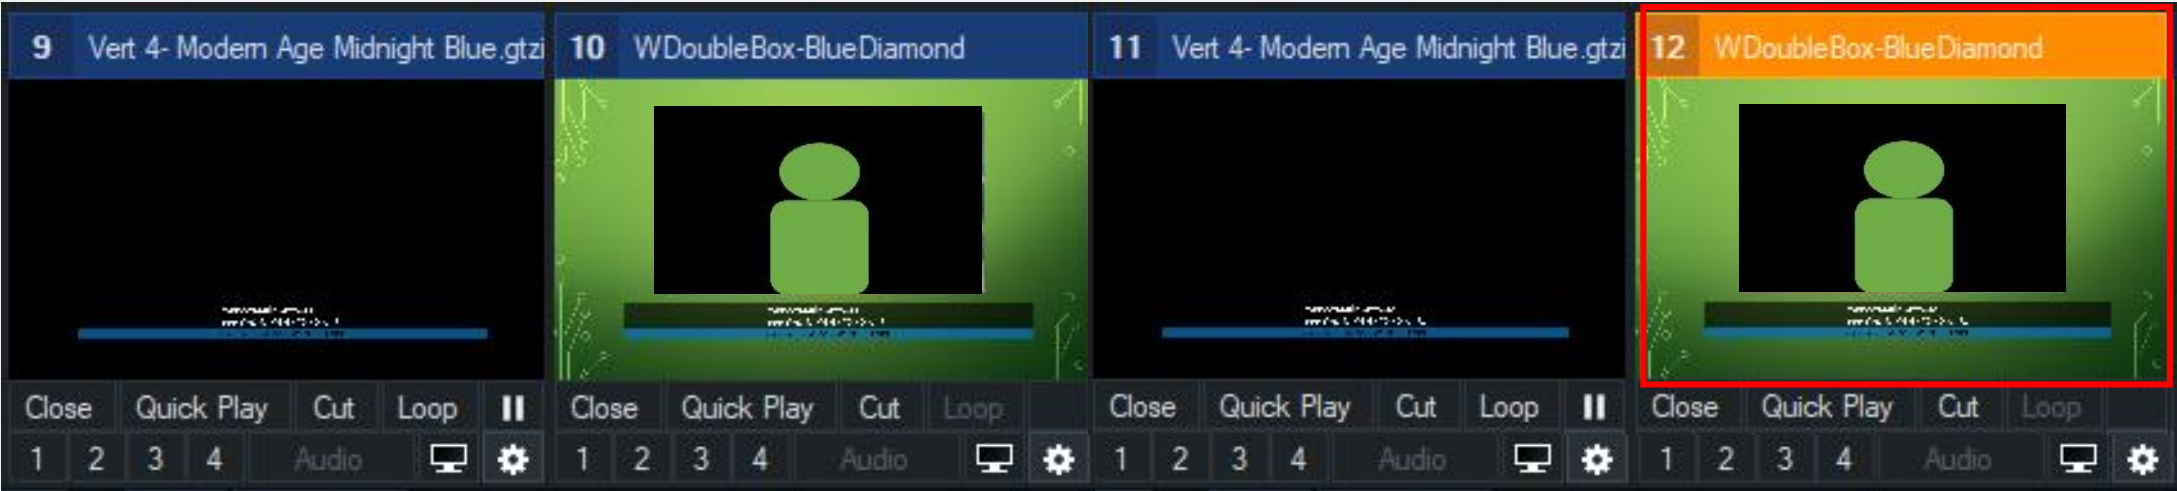 9 Vert 4- Modern Age Midnight Blue.gtzi
10 WDoubleBox-BlueDiamond
11 Vert 4- Modern Age Midnight Blue.gtzi
12 WDoubleBox-BlueDiamond
Close Quick Play Cut Loop
Close Quick Play Cut Loop
Close Quick Play Cut Loop
Close Quick Play Cut Loop
1 2 3 4 Audio
1 2 3 4 Audio
1 2 3 4 Audio
1 2 3 4 Audio